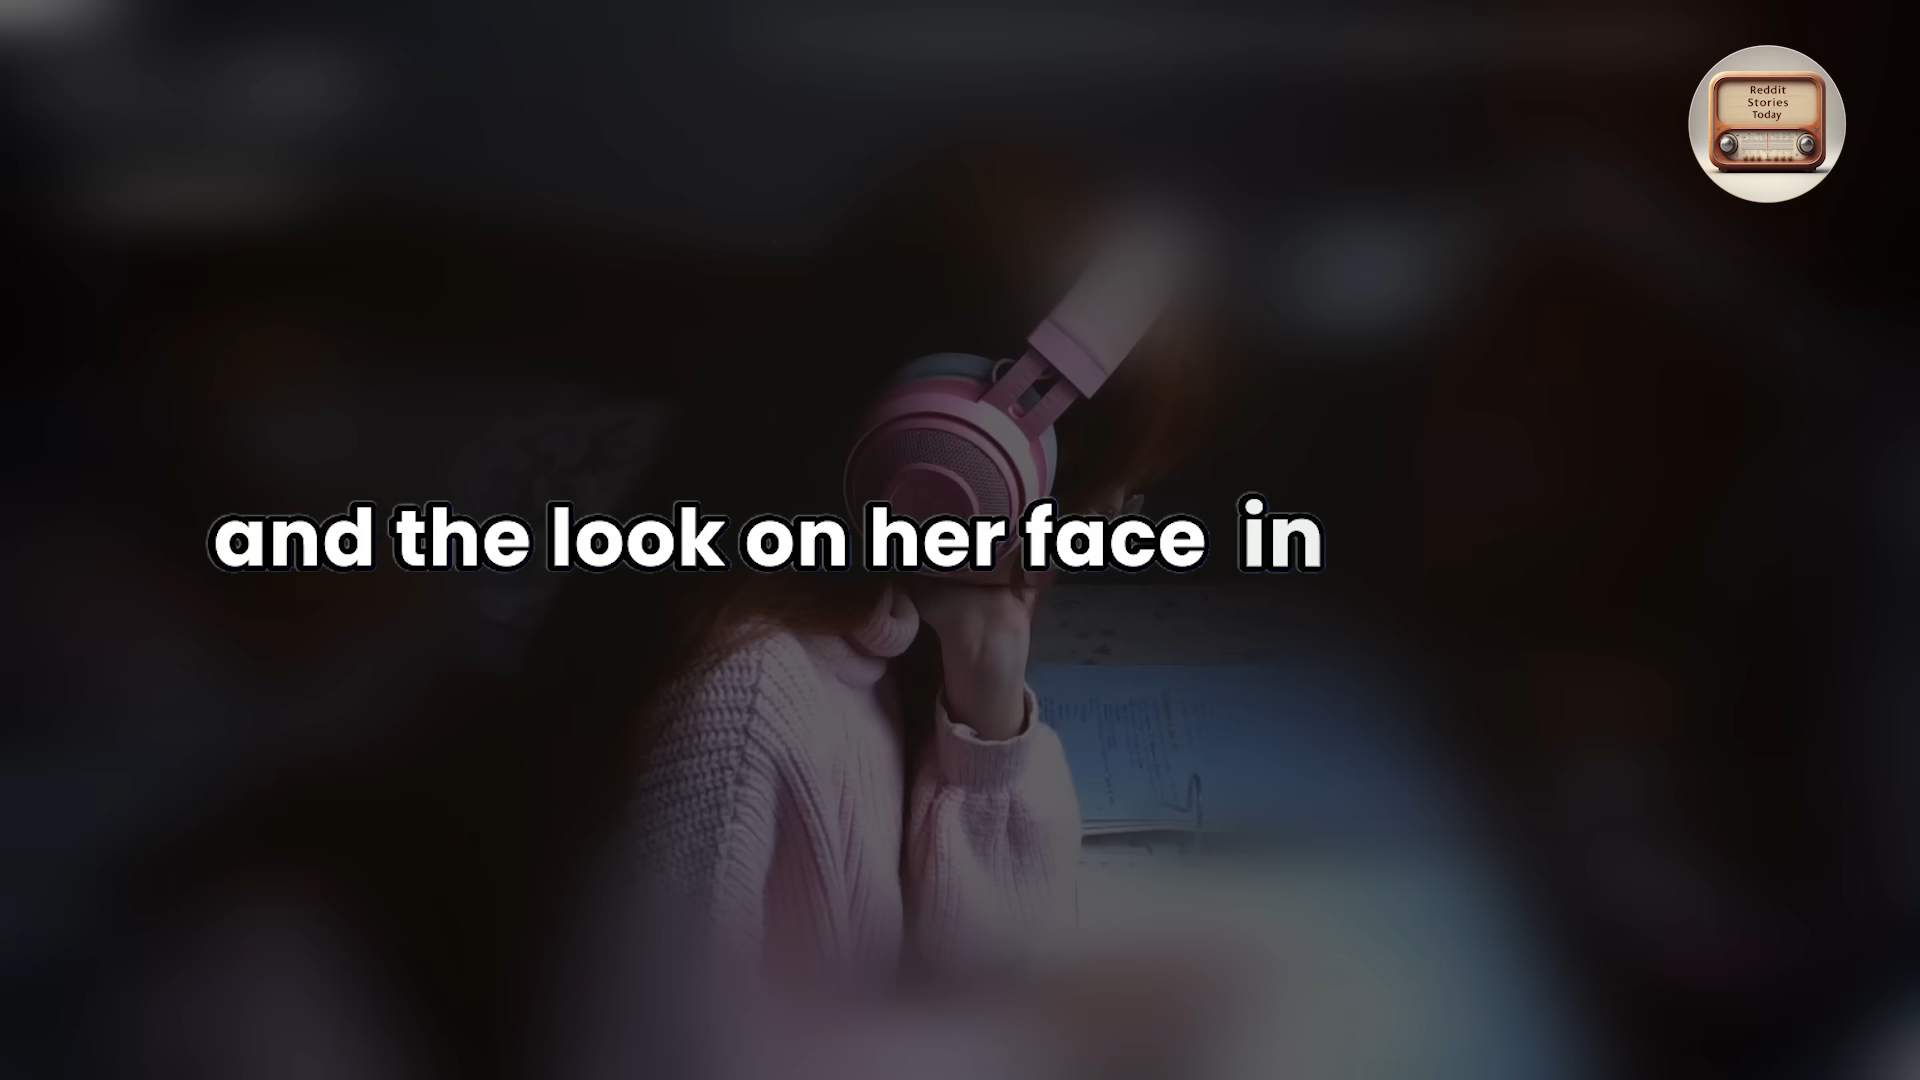 Reddit
Stories
Today
and the look on her face in